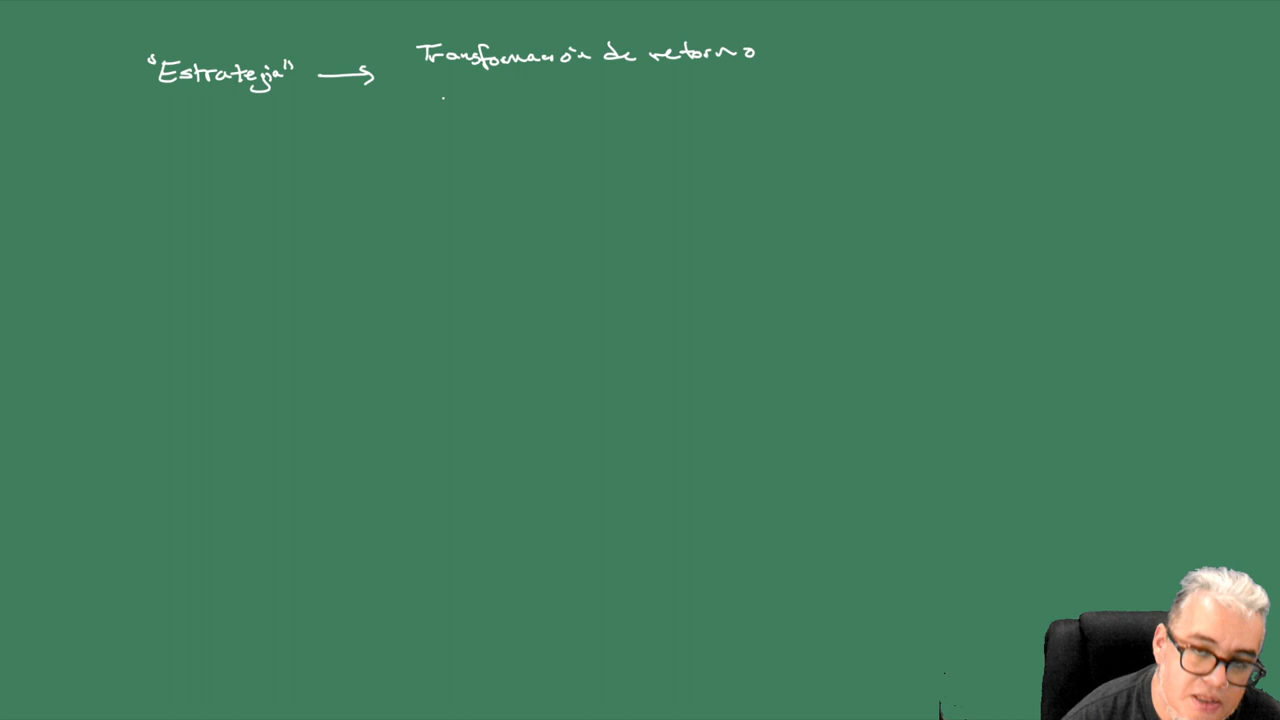 "Estrategia" → Transformación de retorno